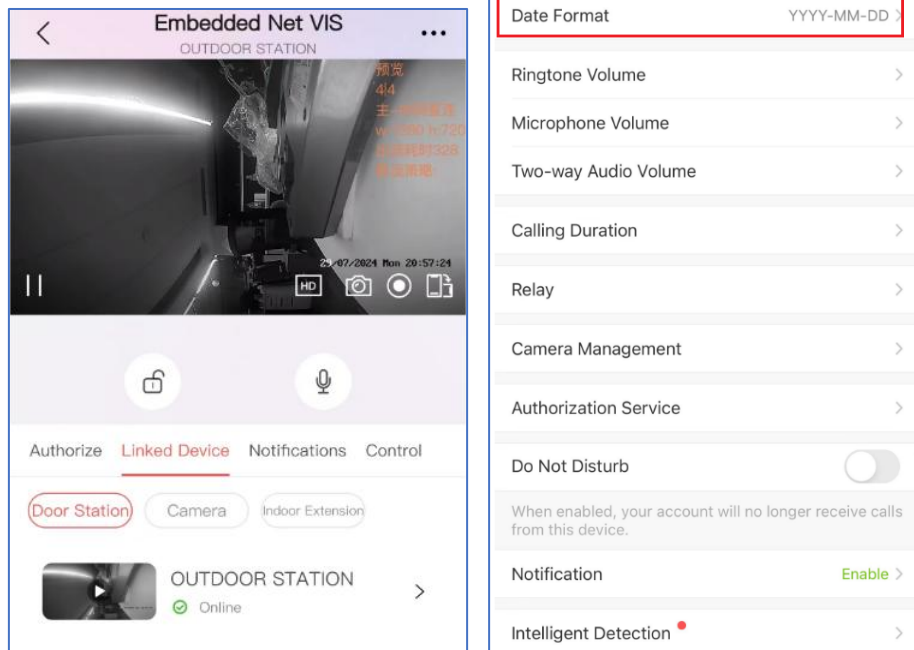 Embedded Net VIS
OUTDOOR STATION
预览
4|4
29/07/2024 Mon 20:57:24
HD
Authorize Linked Device Notifications Control
Door Station Camera Indoor Extension
OUTDOOR STATION
Online
Date Format YYYY-MM-DD
Ringtone Volume
Microphone Volume
Two-way Audio Volume
Calling Duration
Relay
Camera Management
Authorization Service
Do Not Disturb
When enabled, your account will no longer receive calls
from this device.
Notification Enable
Intelligent Detection